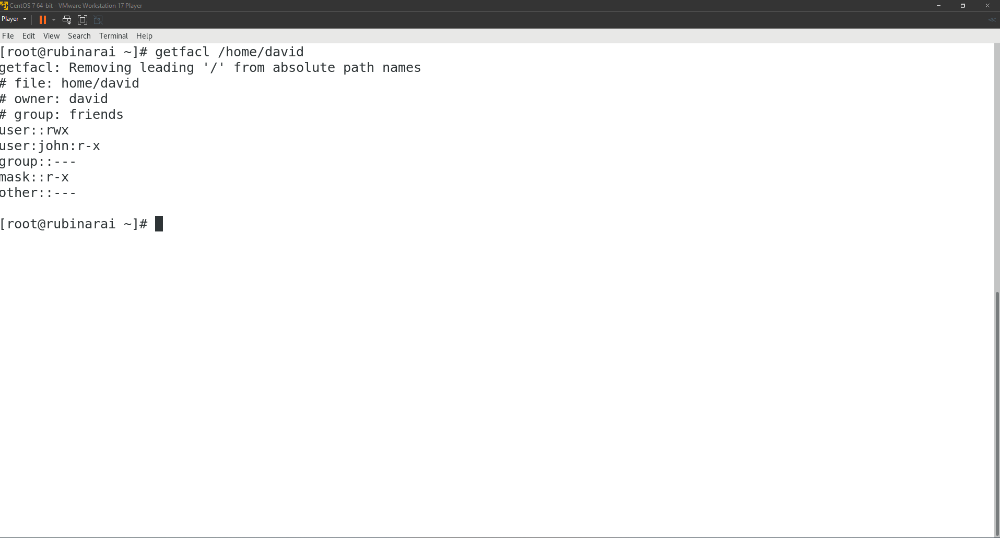 CentOS 7 64-bit - VMware Workstation 17 Player
Player
File Edit View Search Terminal Help
[root@rubinarai ~]# getfacl /home/david
getfacl: Removing leading '/' from absolute path names
# file: home/david
# owner: david
# group: friends
user::rwx
user:john:r-x
group::---
mask::r-x
other::---
[root@rubinarai ~]#